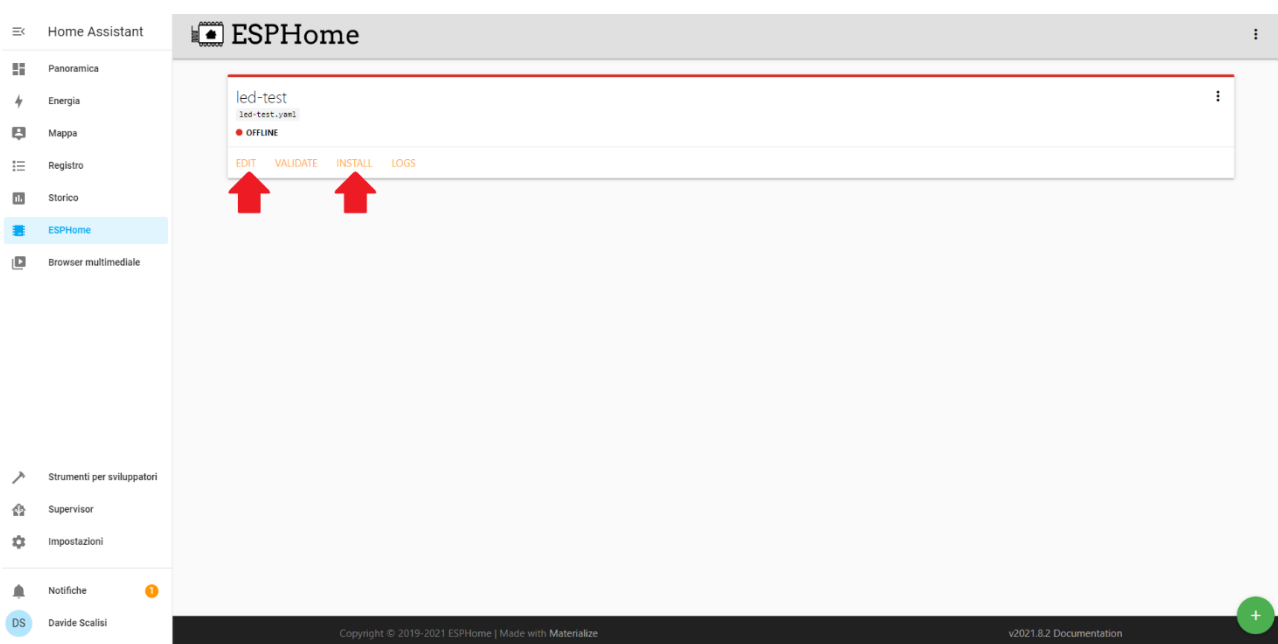 Home Assistant
Panoramica
Energia
Mappa
Registro
Storico
ESPHome
Browser multimediale
Strumenti per sviluppatori
Supervisor
Impostazioni
Notifiche 1
DS Davide Scalisi
ESPHome
led-test
led-test.yaml
OFFLINE
EDIT VALIDATE INSTALL LOGS
+
Copyright © 2019-2021 ESPHome | Made with Materialize v2021.8.2 Documentation